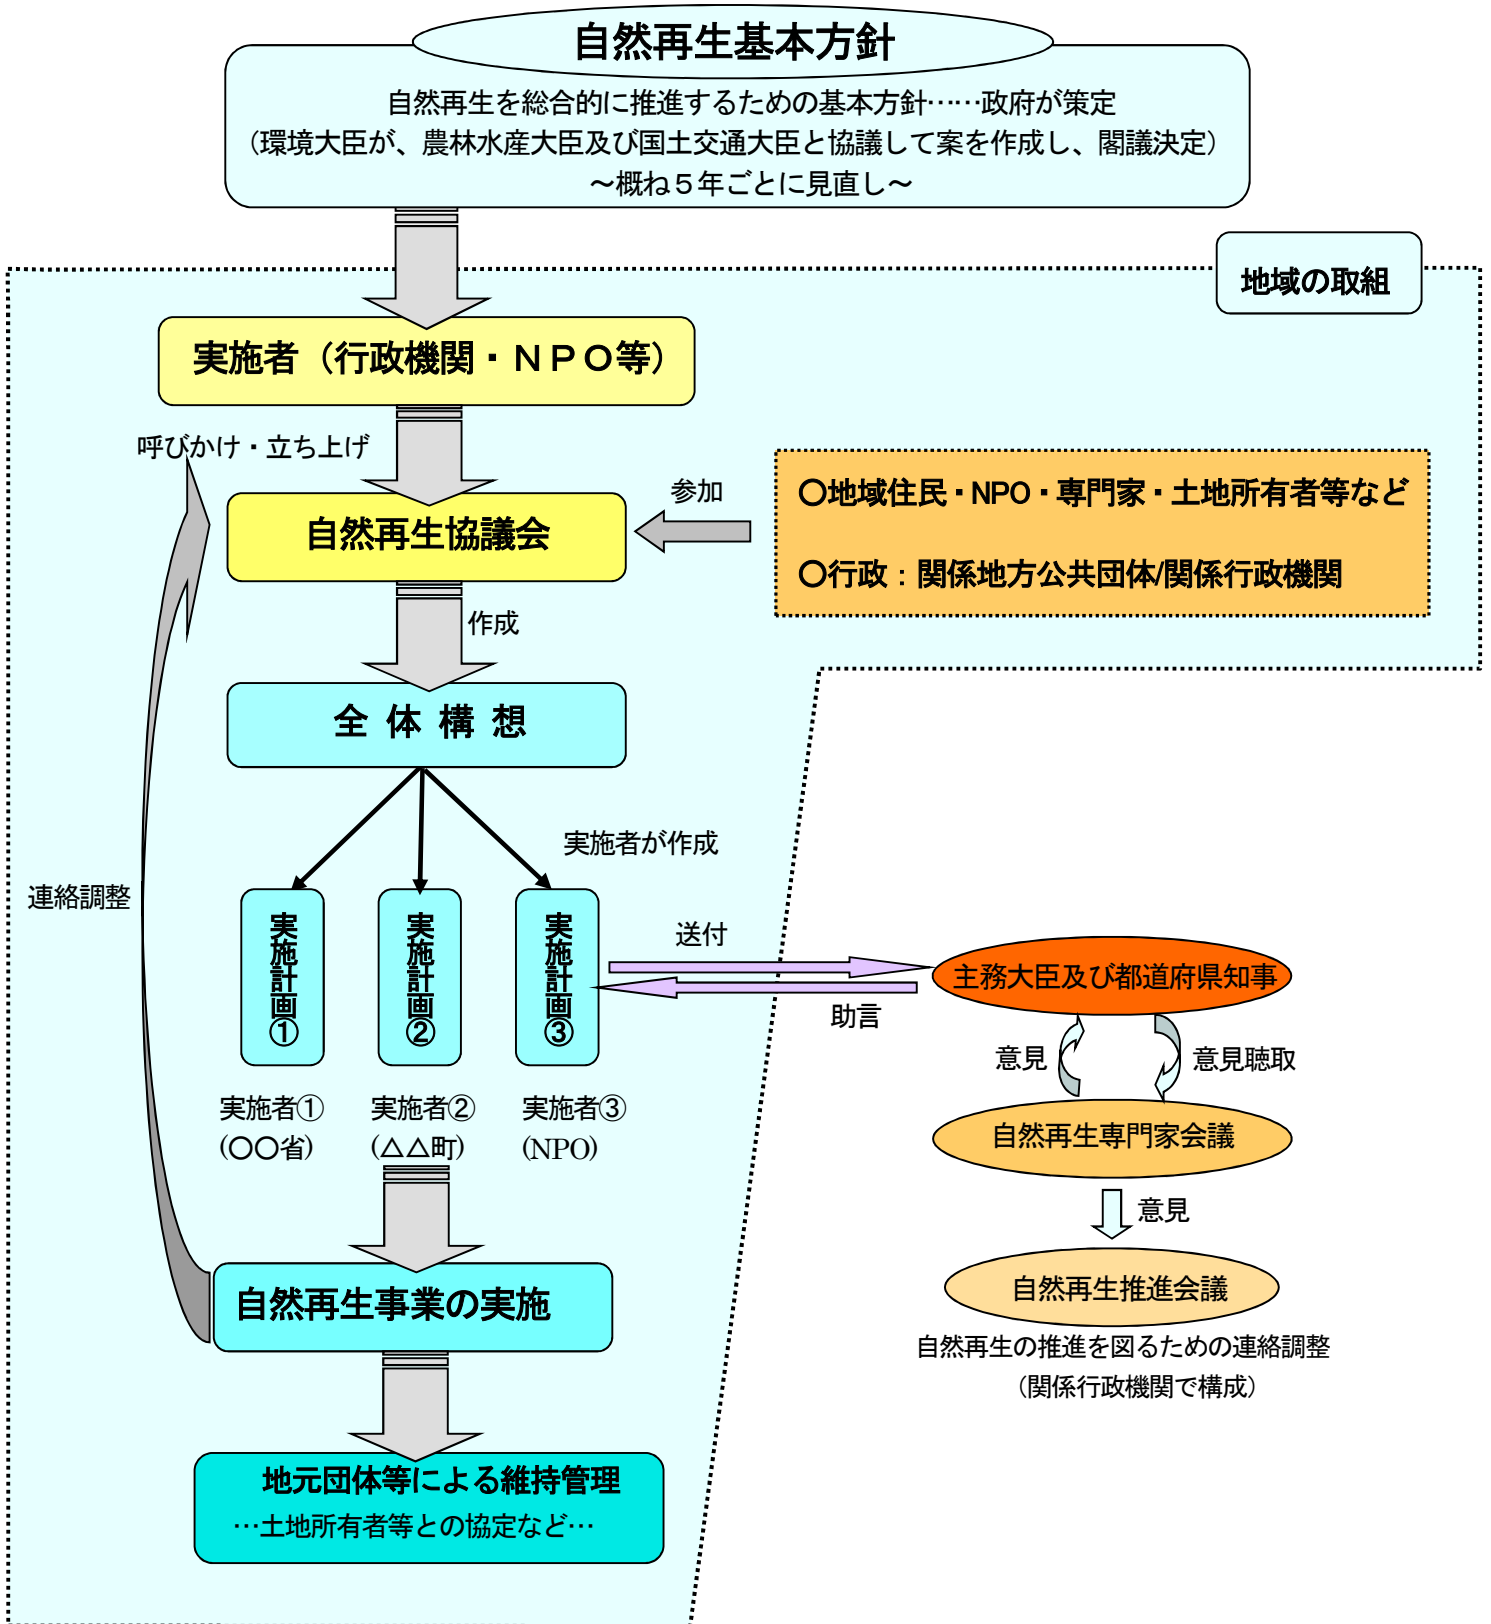 自然再生基本方針
自然再生を総合的に推進するための基本方針……政府が策定
（環境大臣が、農林水産大臣及び国土交通大臣と協議して案を作成し、閣議決定）
～概ね５年ごとに見直し～
地域の取組
実施者（行政機関・ＮＰＯ等）
呼びかけ・立ち上げ
自然再生協議会
参加
〇地域住民・NPO・専門家・土地所有者等など
〇行政：関係地方公共団体/関係行政機関
作成
全 体 構 想
実施者が作成
連絡調整
実施計画①
実施計画②
実施計画③
送付
助言
主務大臣及び都道府県知事
意見
意見聴取
自然再生専門家会議
意見
自然再生推進会議
自然再生の推進を図るための連絡調整
（関係行政機関で構成）
実施者①
(〇〇省)
実施者②
(△△町)
実施者③
(NPO)
自然再生事業の実施
地元団体等による維持管理
…土地所有者等との協定など…